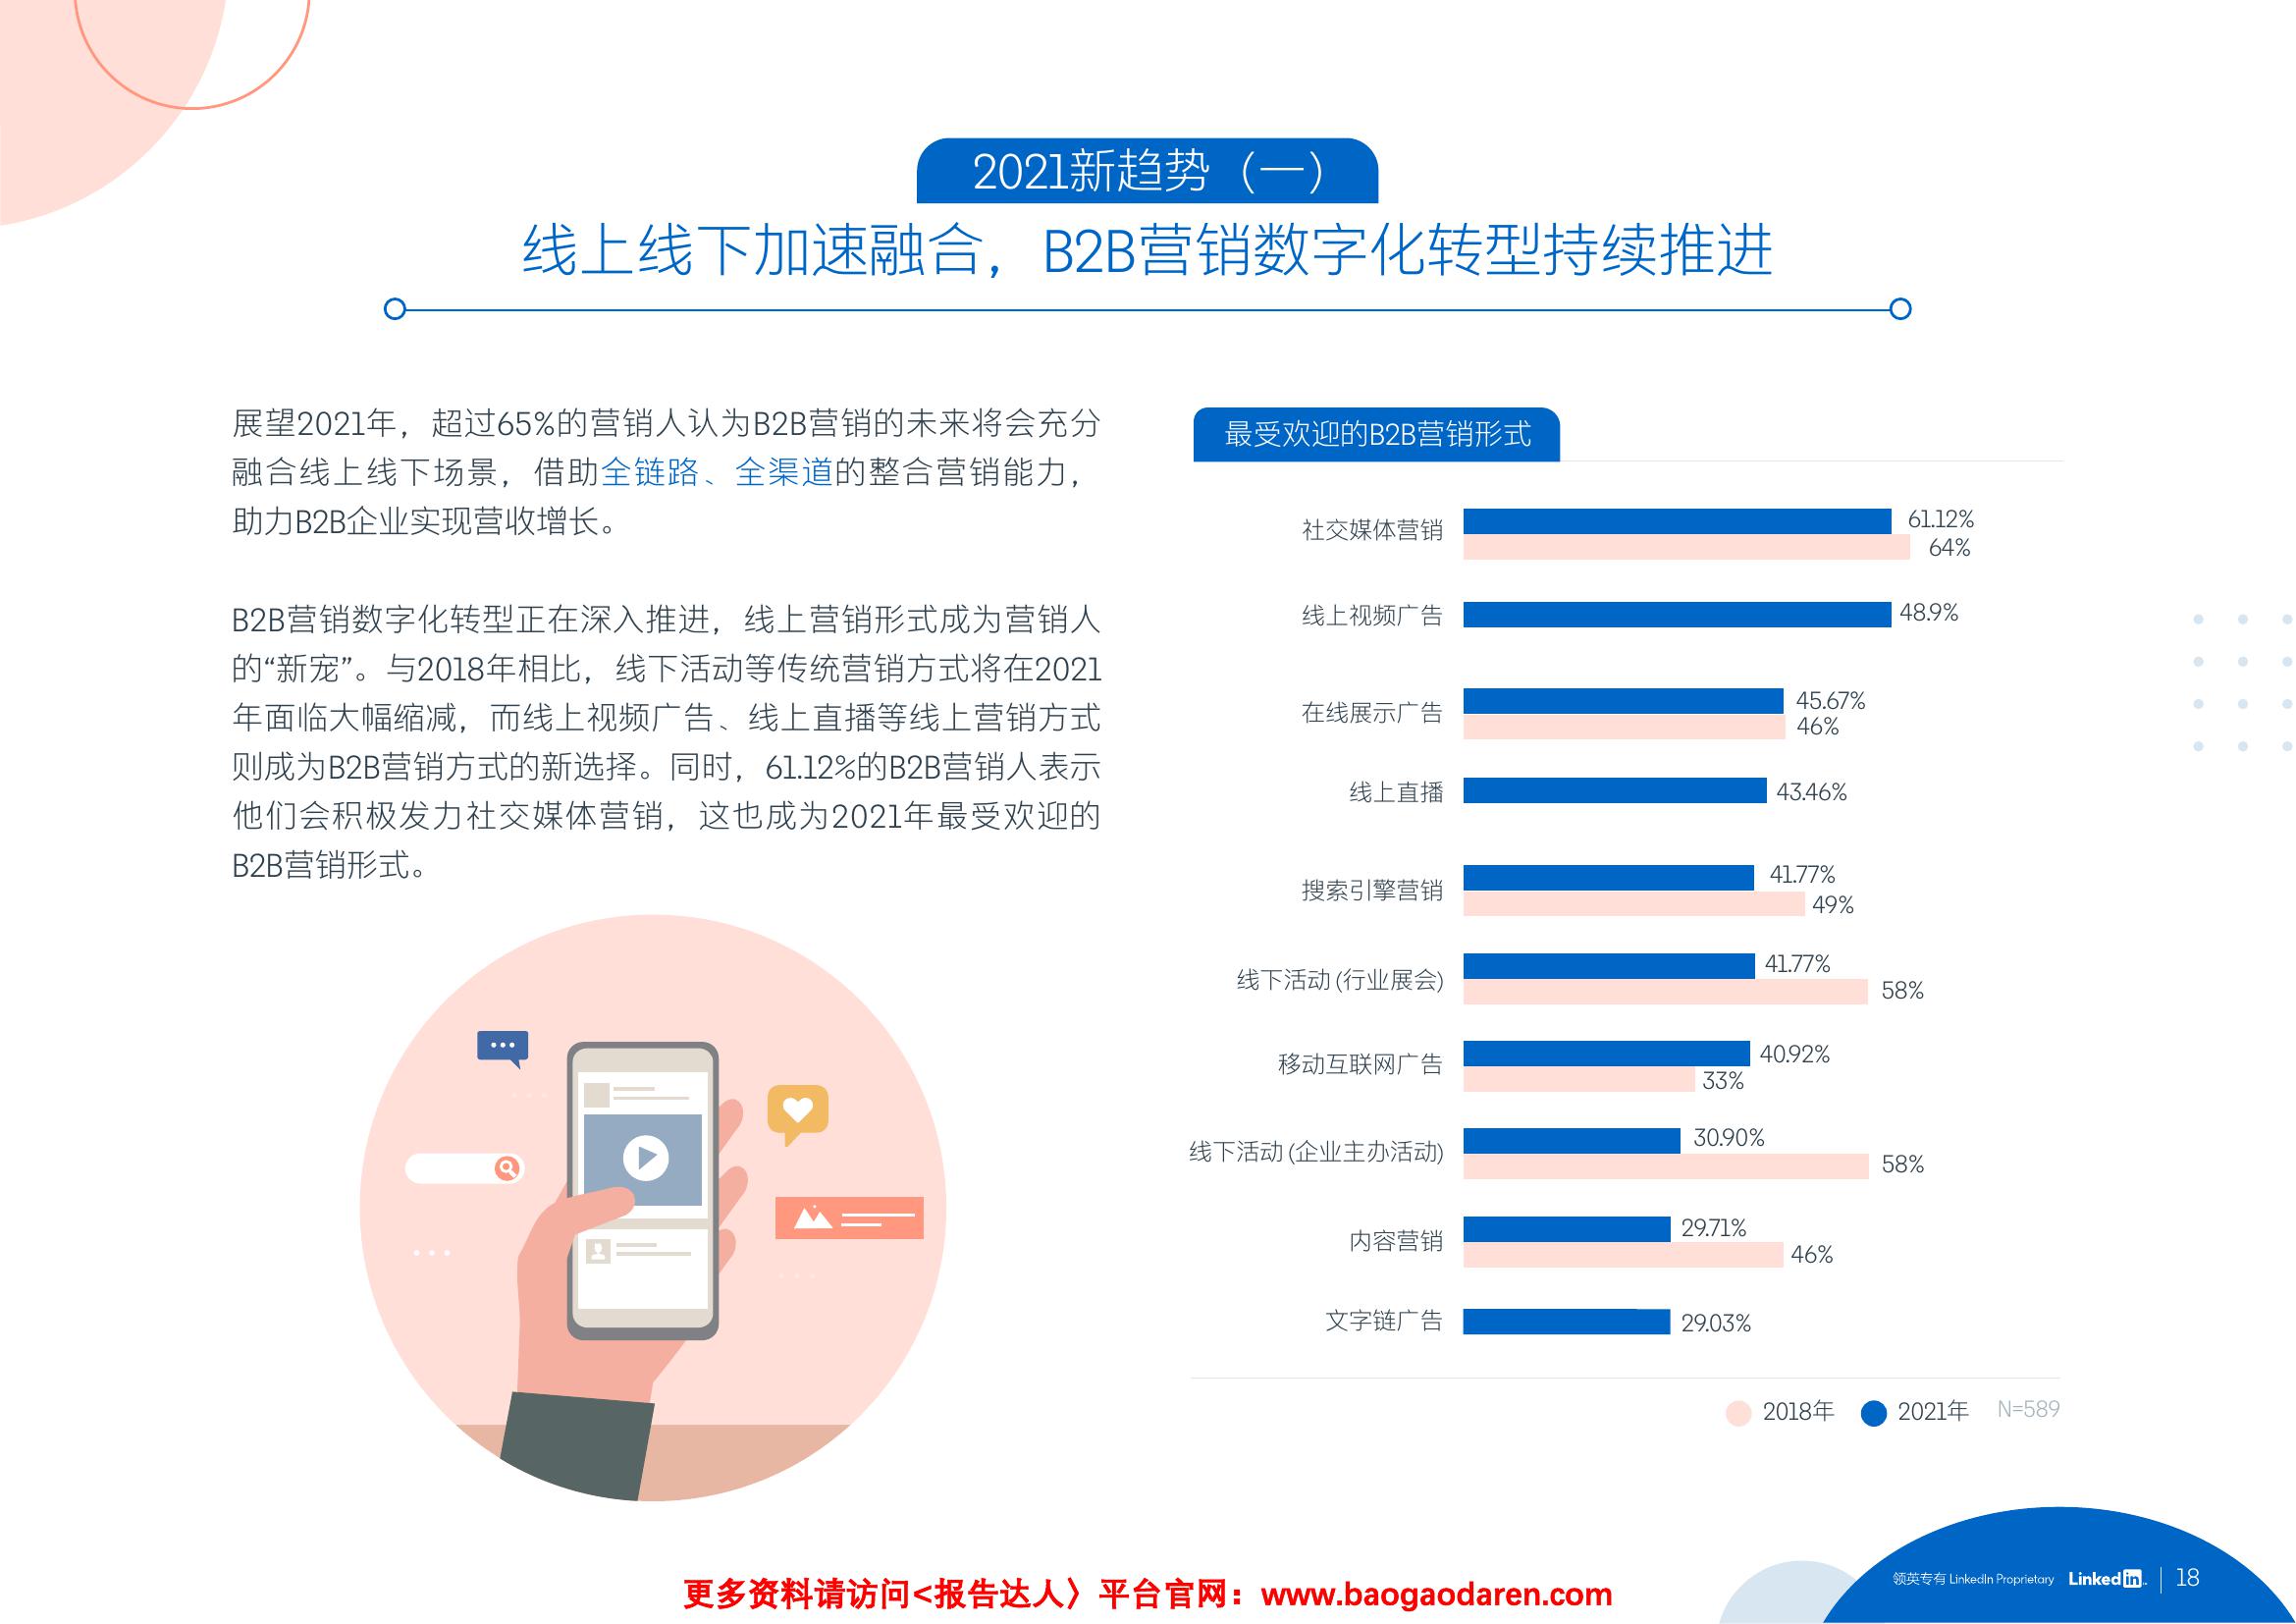 2021新趋势（一）
线上线下加速融合，B2B营销数字化转型持续推进
展望2021年，超过65%的营销人认为B2B营销的未来将会充分
融合线上线下场景，借助全链路、全渠道的整合营销能力，
助力B2B企业实现营收增长。
B2B营销数字化转型正在深入推进，线上营销形式成为营销人
的“新宠”。与2018年相比，线下活动等传统营销方式将在2021
年面临大幅缩减，而线上视频广告、线上直播等线上营销方式
则成为B2B营销方式的新选择。同时，61.12%的B2B营销人表示
他们会积极发力社交媒体营销，这也成为2021年最受欢迎的
B2B营销形式。
最受欢迎的B2B营销形式
社交媒体营销 61.12% 64%
线上视频广告 48.9%
在线展示广告 45.67% 46%
线上直播 43.46%
搜索引擎营销 41.77% 49%
线下活动 (行业展会) 41.77% 58%
移动互联网广告 40.92% 33%
线下活动 (企业主办活动) 30.90% 58%
内容营销 29.71% 46%
文字链广告 29.03%
2018年 2021年 N=589
领英专有 LinkedIn Proprietary LinkedIn 18
更多资料请访问<报告达人〉平台官网：www.baogaodaren.com